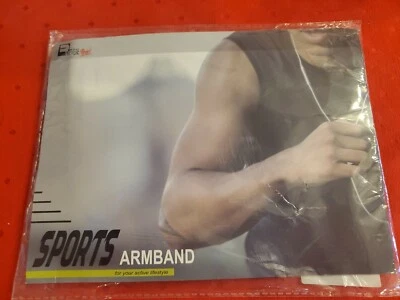 SPORTS ARMBAND
for your active lifestyle